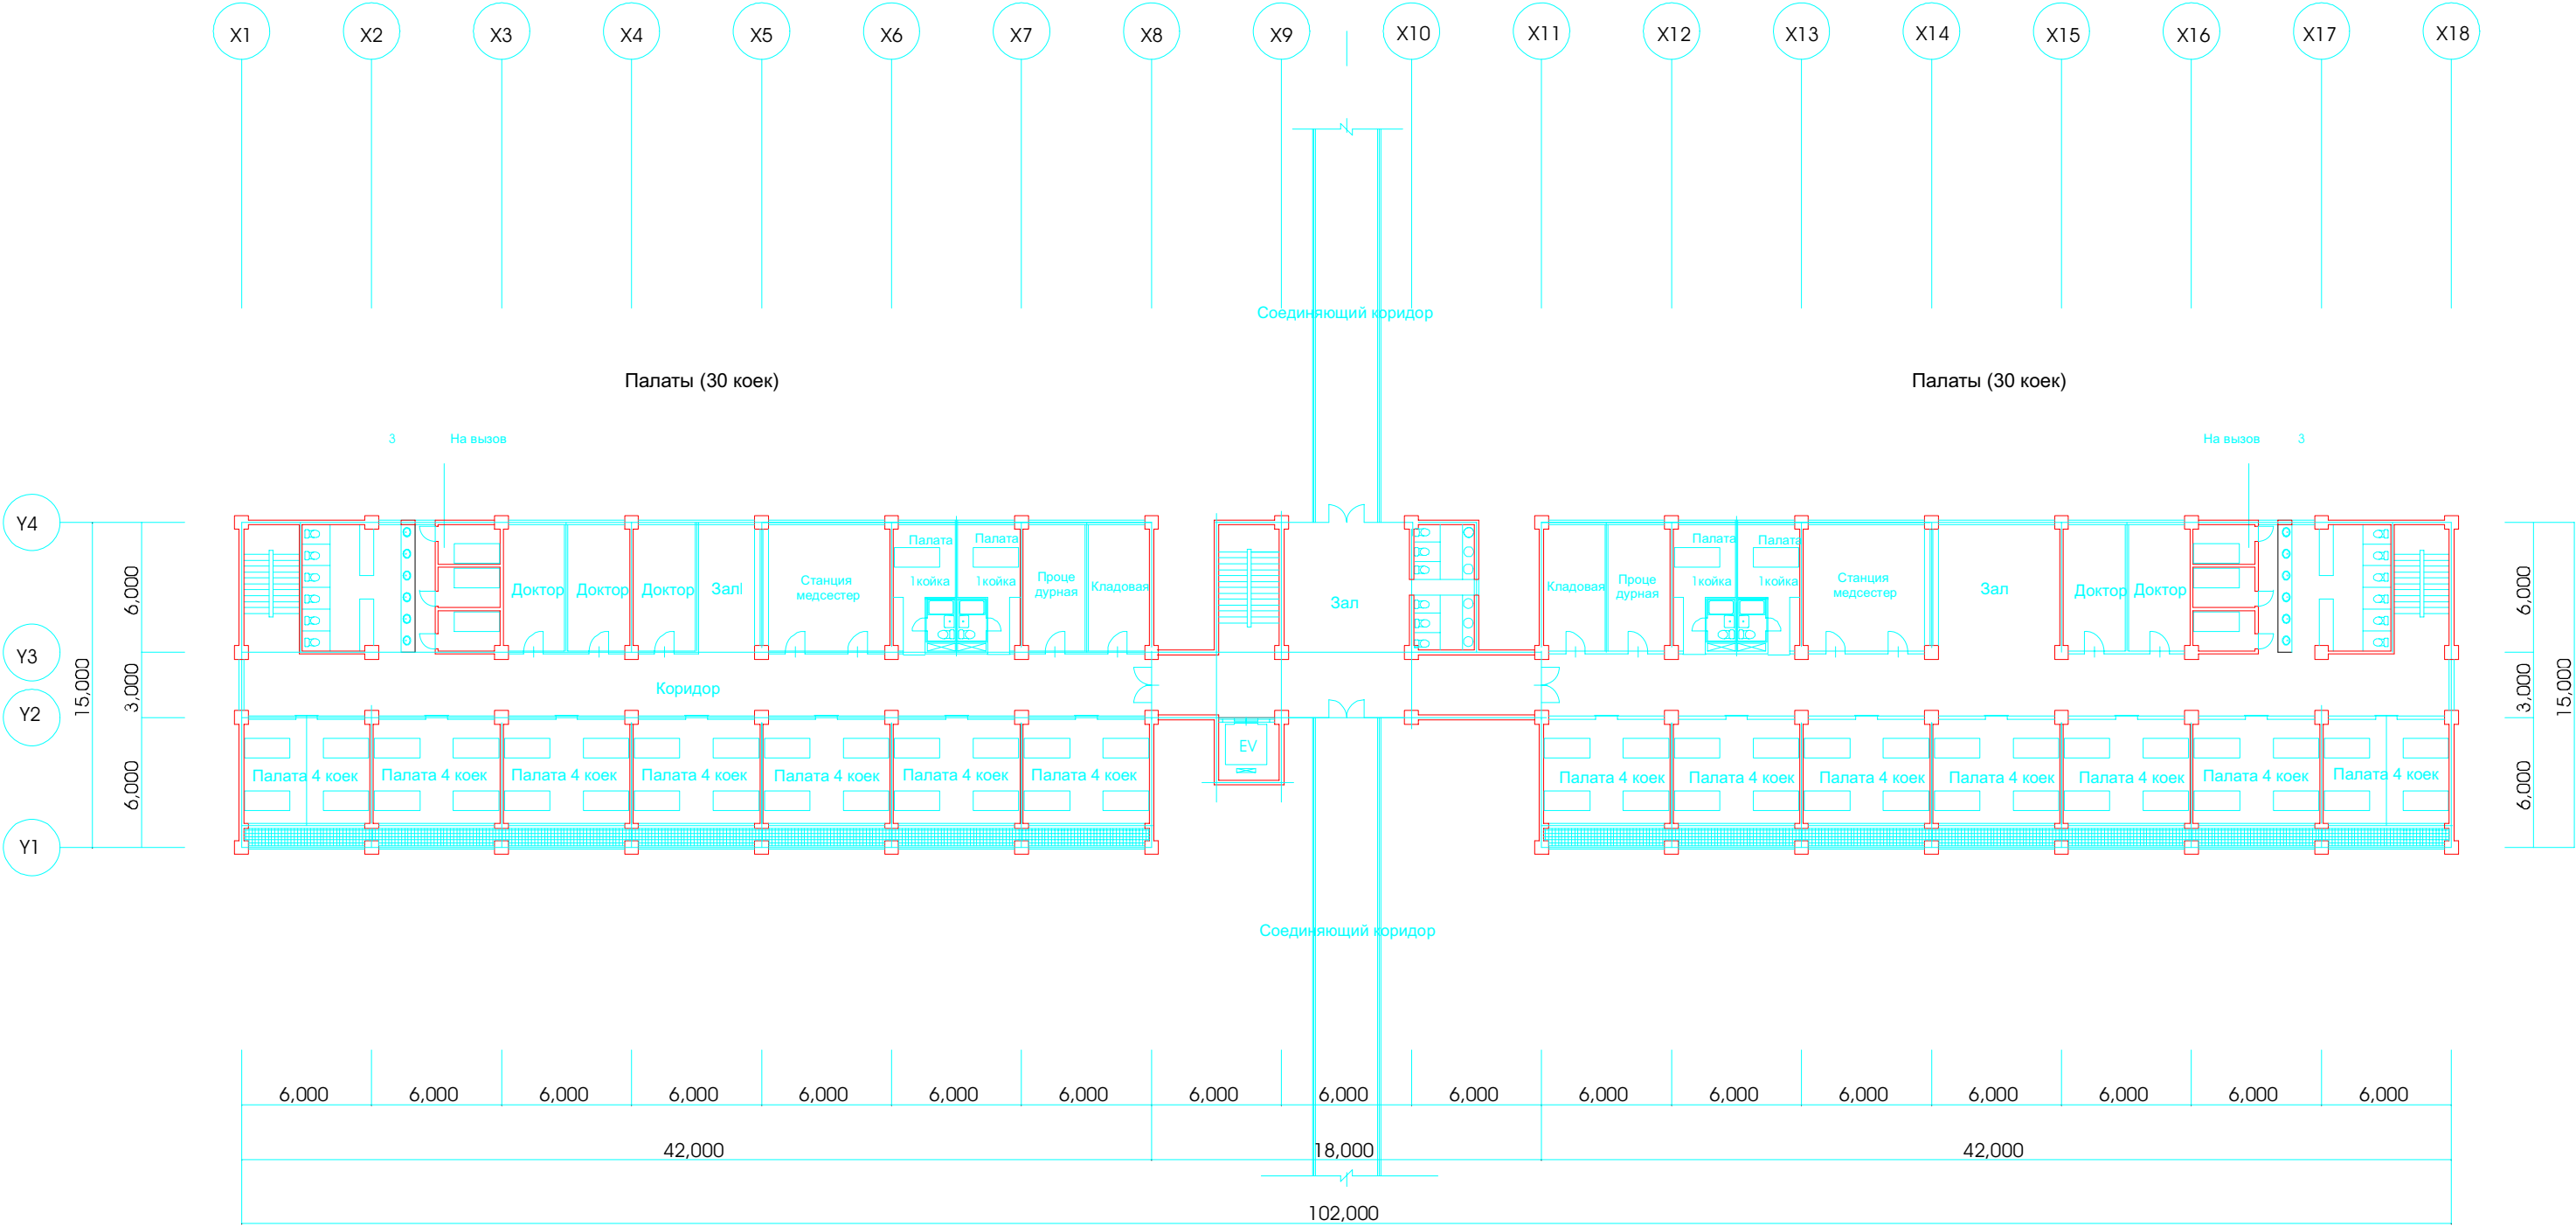 X1 X2 X3 X4 X5 X6 X7 X8 X9 X10 X11 X12 X13 X14 X15 X16 X17 X18
Соединяющий коридор
Палаты (30 коек)
Палаты (30 коек)
3
На вызов
На вызов
3
Y4
Y3
Y2
Y1
15,000
6,000
3,000
6,000
Доктор
Доктор
Доктор
Залl
Станция
медсестер
Палата
1койка
Палата
1койка
Проце
дурная
Кладовая
Зал
Кладовая
Проце
дурная
Палата
1койка
Палата
1койка
Станция
медсестер
Зал
Доктор
Доктор
6,000
3,000
6,000
15,000
Коридор
EV
Палата 4 коек
Палата 4 коек
Палата 4 коек
Палата 4 коек
Палата 4 коек
Палата 4 коек
Палата 4 коек
Палата 4 коек
Палата 4 коек
Палата 4 коек
Палата 4 коек
Палата 4 коек
Палата 4 коек
Палата 4 коек
Соединяющий коридор
6,000 6,000 6,000 6,000 6,000 6,000 6,000 6,000 6,000 6,000 6,000 6,000 6,000 6,000 6,000 6,000 6,000
42,000 18,000 42,000
102,000